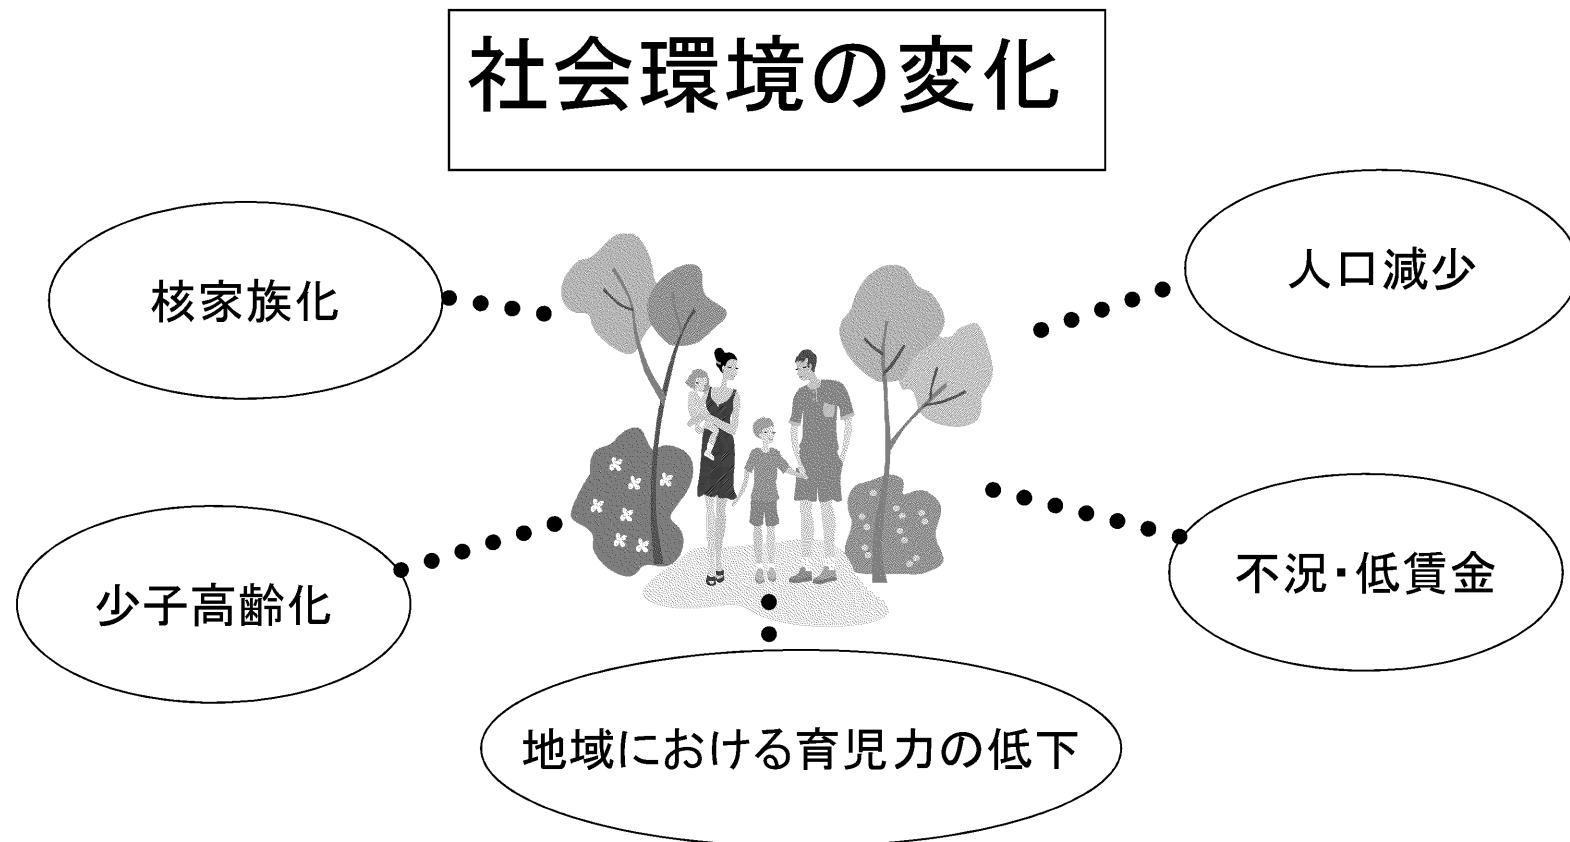 社会環境の変化
核家族化
人口減少
少子高齢化
不況・低賃金
地域における育児力の低下